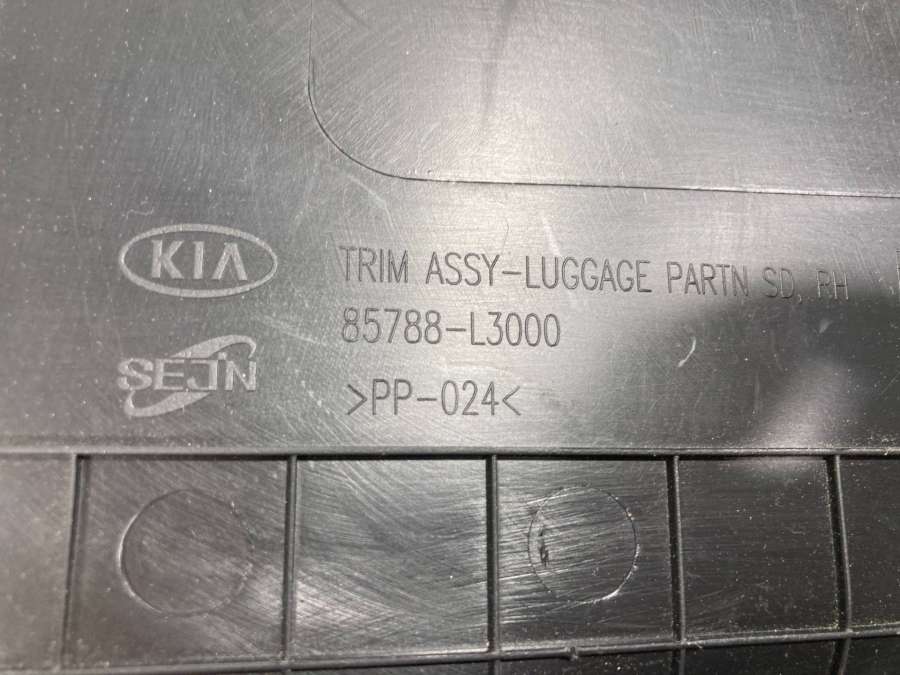 KIA
TRIM ASSY-LUGGAGE PARTN SD, RH
85788-L3000
SEJIN
>PP-024<